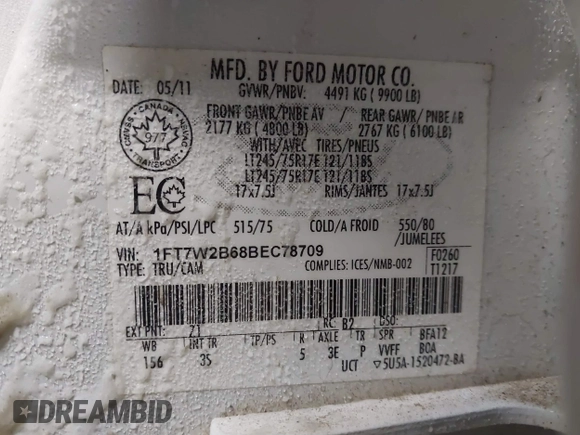 MFD. BY FORD MOTOR CO.
DATE: 05/11 GVWR/PNBV: 4491 KG ( 9900 LB)
FRONT GAWR/PNBE AV / REAR GAWR/ PNBE AR
2177 KG ( 4800 LB) 2767 KG ( 6100 LB)
WITH/AVEC TIRES/PNEUS
LT245/75R17E 121/118S
LT245/75R17E 121/118S
17x7.5J RIMS/JANTES 17x7.5J
CANADA
977
TRANSPORT
EC
AT/A kPa/PSI/LPC 515/75 COLD/A FROID 550/80
/JUMELEES
VIN: 1FT7W2B68BEC78709 F0260
TYPE: TRU/CAM COMPLIES: ICES/NMB-002 T1217
EXT PNT: Z1 RC: B2 DSO:
WB INT TR TP/PS R AXLE TR SPR BFA12
156 3S 5 3E P VVFF BCA
UCT 5U5A-1520472-BA
DREAMBID